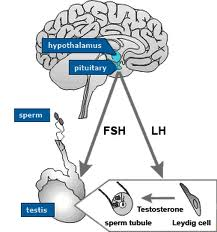 hypothalamus
pituitary
sperm
FSH
LH
testis
Testosterone
sperm tubule
Leydig cell